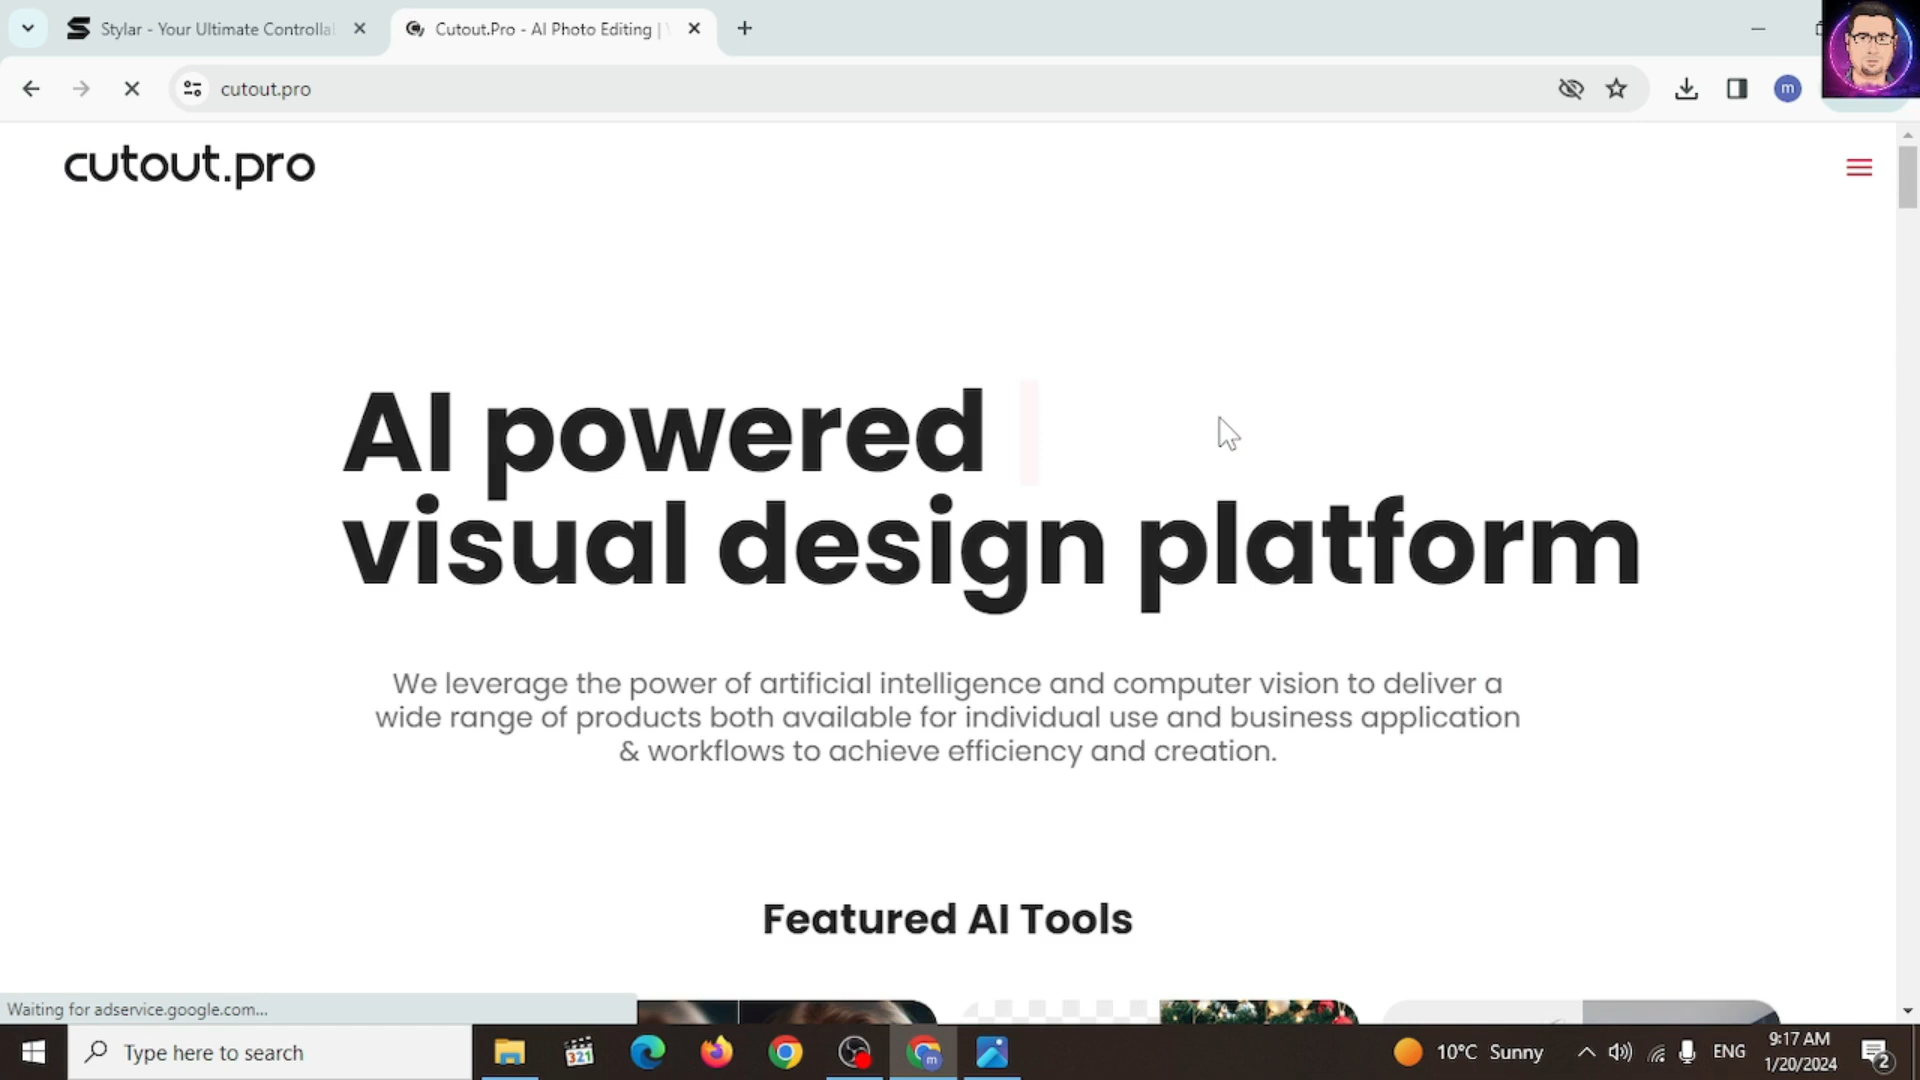 Stylar - Your Ultimate Controlla
Cutout.Pro - AI Photo Editing |
cutout.pro
m
cutout.pro
AI powered
visual design platform
We leverage the power of artificial intelligence and computer vision to deliver a
wide range of products both available for individual use and business application
& workflows to achieve efficiency and creation.
Featured AI Tools
Waiting for adservice.google.com...
Type here to search
321
m
10°C Sunny
ENG
9:17 AM
1/20/2024
2